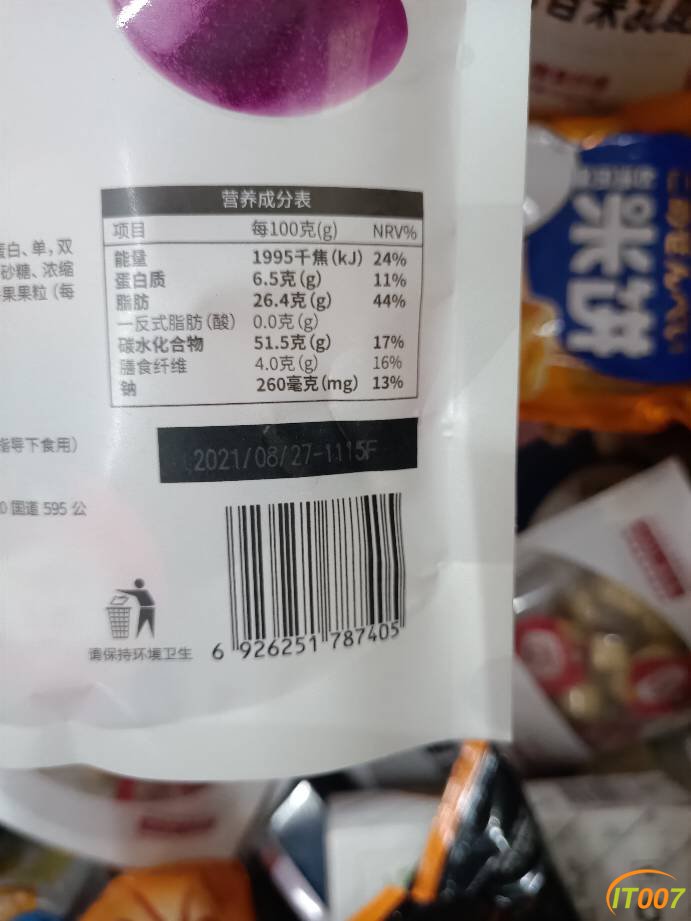 营养成分表
项目 每100克(g) NRV%
能量 1995千焦(kJ) 24%
蛋白质 6.5克(g) 11%
脂肪 26.4克(g) 44%
—反式脂肪(酸) 0.0克(g)
碳水化合物 51.5克(g) 17%
膳食纤维 4.0克(g) 16%
钠 260毫克(mg) 13%
蛋白、单,双
砂糖、浓缩
果果粒(每
指导下食用)
2021/08/27-1115F
0国道595公
请保持环境卫生
6 926251 787405
米饼
IT007